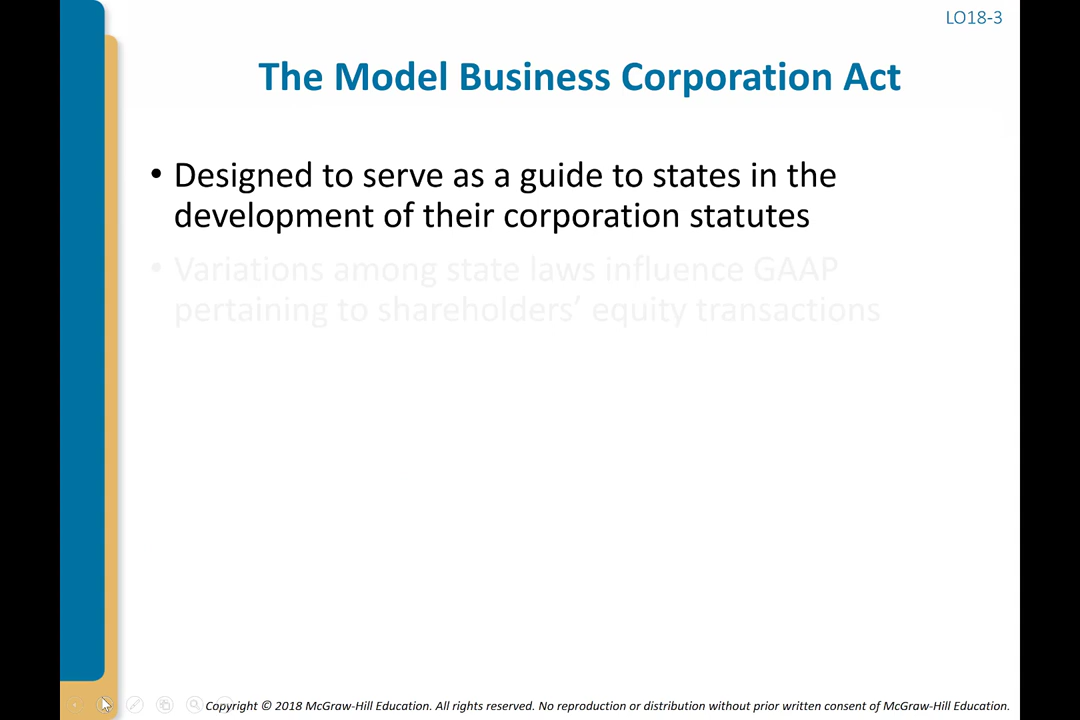 LO18-3
The Model Business Corporation Act
• Designed to serve as a guide to states in the
development of their corporation statutes
• Variations among state laws influence GAAP
pertaining to shareholders’ equity transactions
Copyright © 2018 McGraw-Hill Education. All rights reserved. No reproduction or distribution without prior written consent of McGraw-Hill Education.